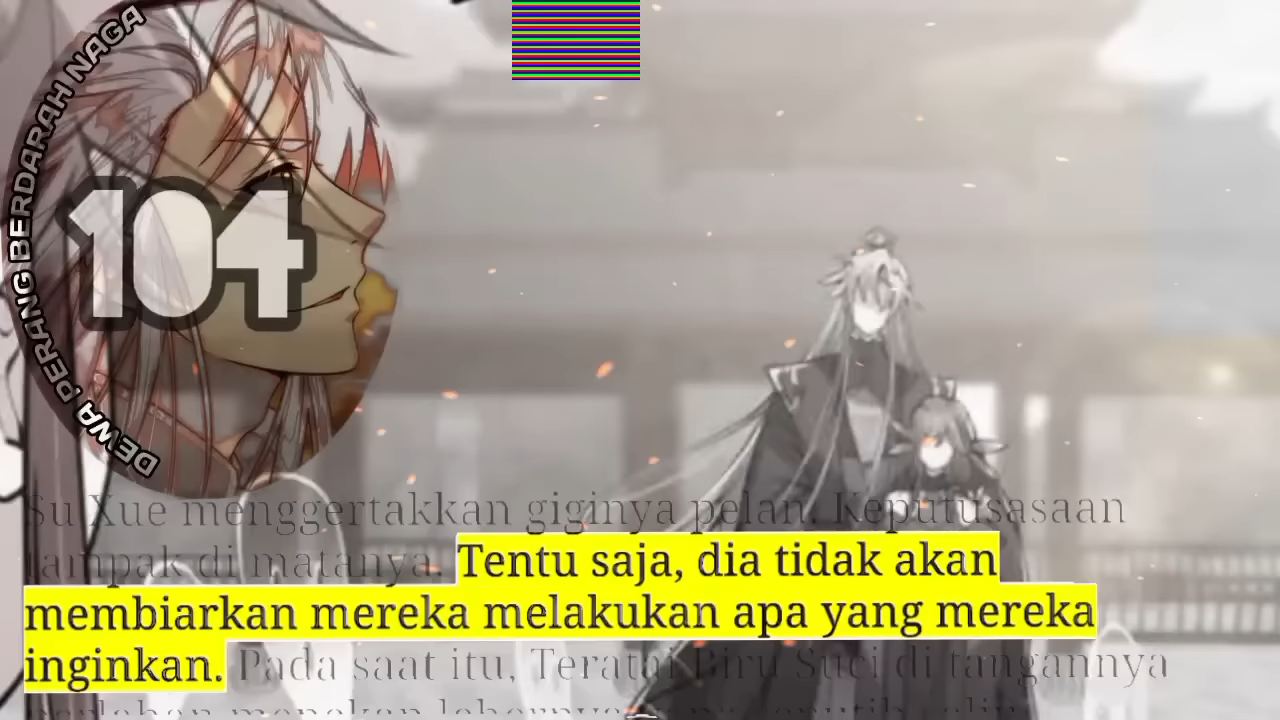 DEWA PERANG BERDARAH NAGA
104
Su Xue menggertakkan giginya pelan. Keputusasaan
tampak di matanya. Tentu saja, dia tidak akan
membiarkan mereka melakukan apa yang mereka
inginkan. Pada saat itu, Teratai Biru Suci di tangannya